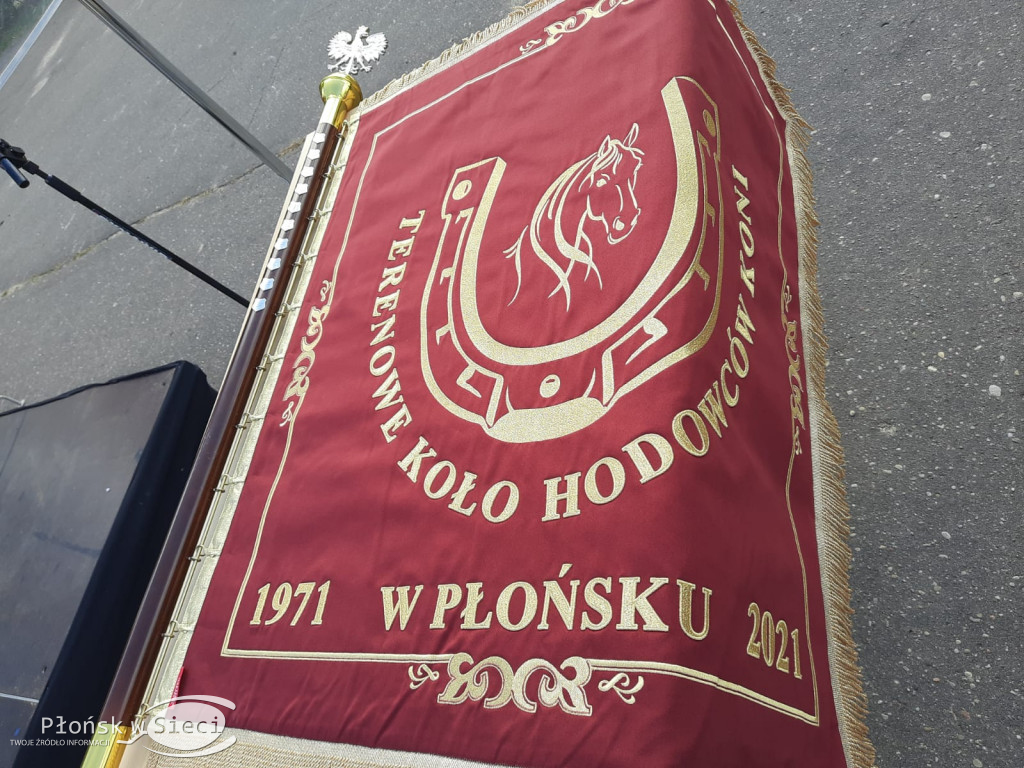 TERENOWE KOŁO HODOWCÓW KONI
1971 W PŁOŃSKU 2021
Płońsk w Sieci
TWOJE ŹRÓDŁO INFORMACJI